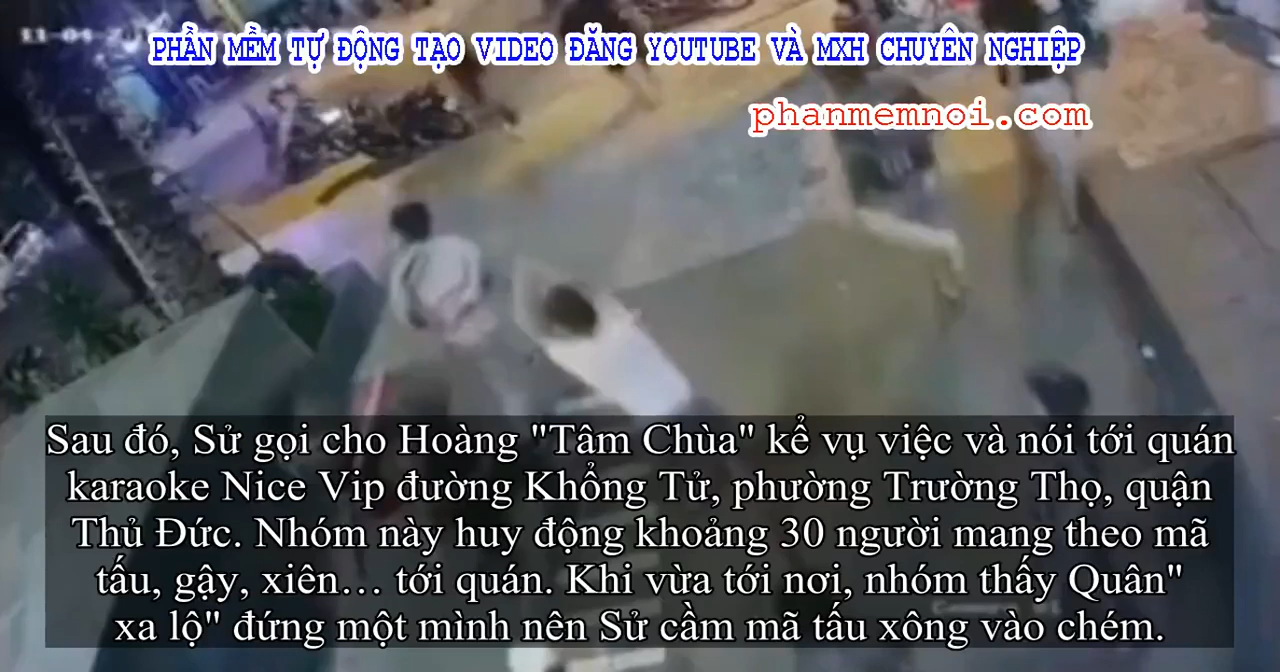 PHẦN MỀM TỰ ĐỘNG TẠO VIDEO ĐĂNG YOUTUBE VÀ MXH CHUYÊN NGHIỆP
phanmemnoi.com
Sau đó, Sử gọi cho Hoàng "Tâm Chùa" kể vụ việc và nói tới quán
karaoke Nice Vip đường Khổng Tử, phường Trường Thọ, quận
Thủ Đức. Nhóm này huy động khoảng 30 người mang theo mã
tấu, gậy, xiên… tới quán. Khi vừa tới nơi, nhóm thấy Quân"
xa lộ" đứng một mình nên Sử cầm mã tấu xông vào chém.